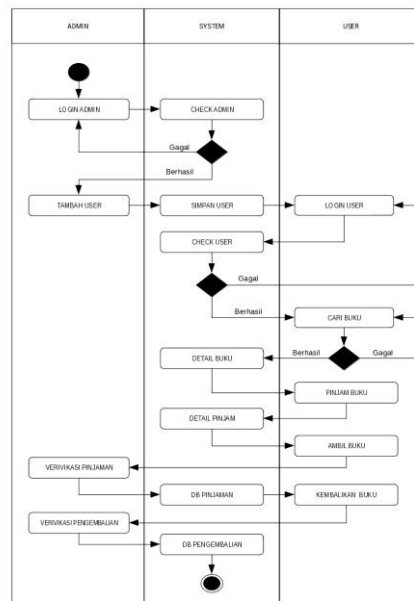 ADMIN
SYSTEM
USER
LOGIN ADMIN
CHECK ADMIN
Gagal
Berhasil
TAMBAH USER
SIMPAN USER
LOGIN USER
CHECK USER
Gagal
Berhasil
CARI BUKU
DETAIL BUKU
Berhasil
Gagal
PINJAM BUKU
DETAIL PINJAM
AMBIL BUKU
VERIVIKASI PINJAMAN
DB PINJAMAN
KEMBALIKAN BUKU
VERIVIKASI PENGEMBALIAN
DB PENGEMBALIAN